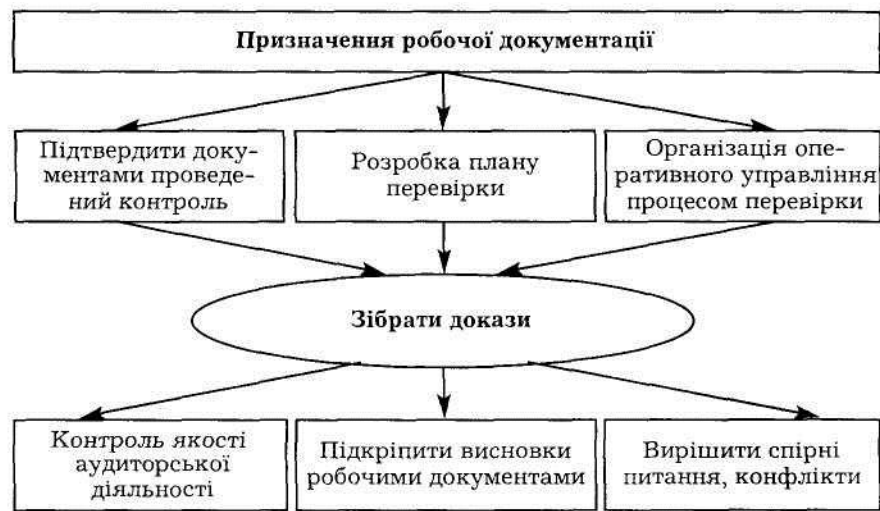 Призначення робочої документації
Підтвердити доку-
ментами проведе-
ний контроль
Розробка плану
перевірки
Організація опе-
ративного управління
процесом перевірки
Зібрати докази
Контроль якості
аудиторської
діяльності
Підкріпити висновки
робочими документами
Вирішити спірні
питання, конфлікти